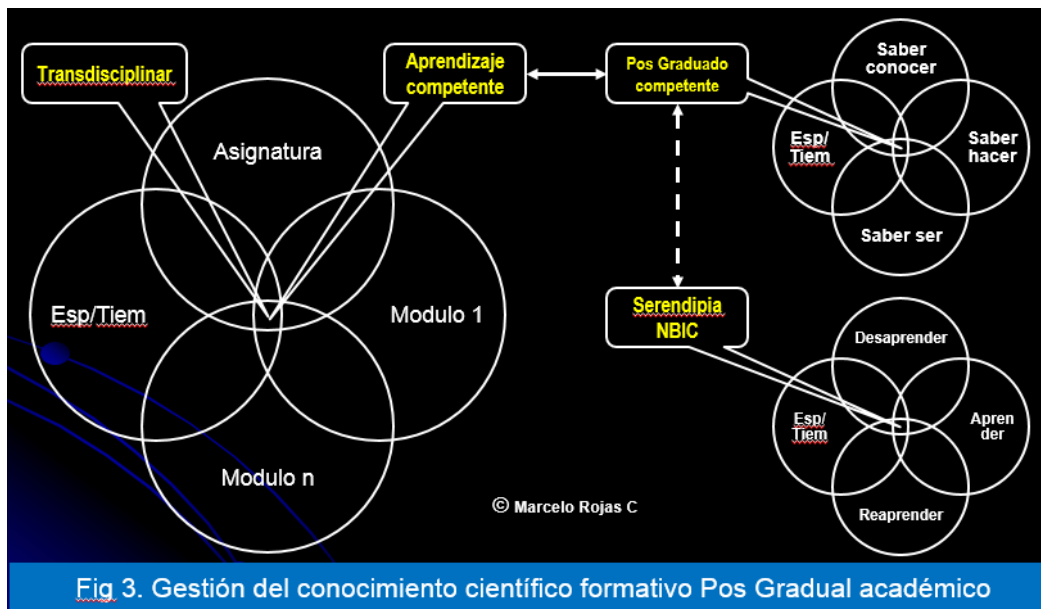 Transdisciplinar
Aprendizaje
competente
Pos Graduado
competente
Saber
conocer
Esp/
Tiem
Saber
hacer
Saber ser
Asignatura
Esp/Tiem
Modulo 1
Modulo n
Serendipia
NBIC
Desaprender
Esp/
Tiem
Apren
der
Reaprender
© Marcelo Rojas C
Fig 3. Gestión del conocimiento científico formativo Pos Gradual académico